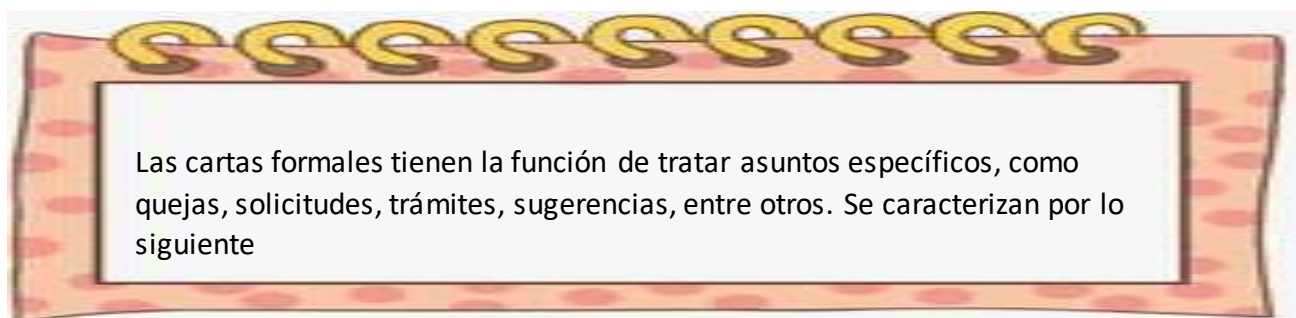 Las cartas formales tienen la función de tratar asuntos específicos, como
quejas, solicitudes, trámites, sugerencias, entre otros. Se caracterizan por lo
siguiente